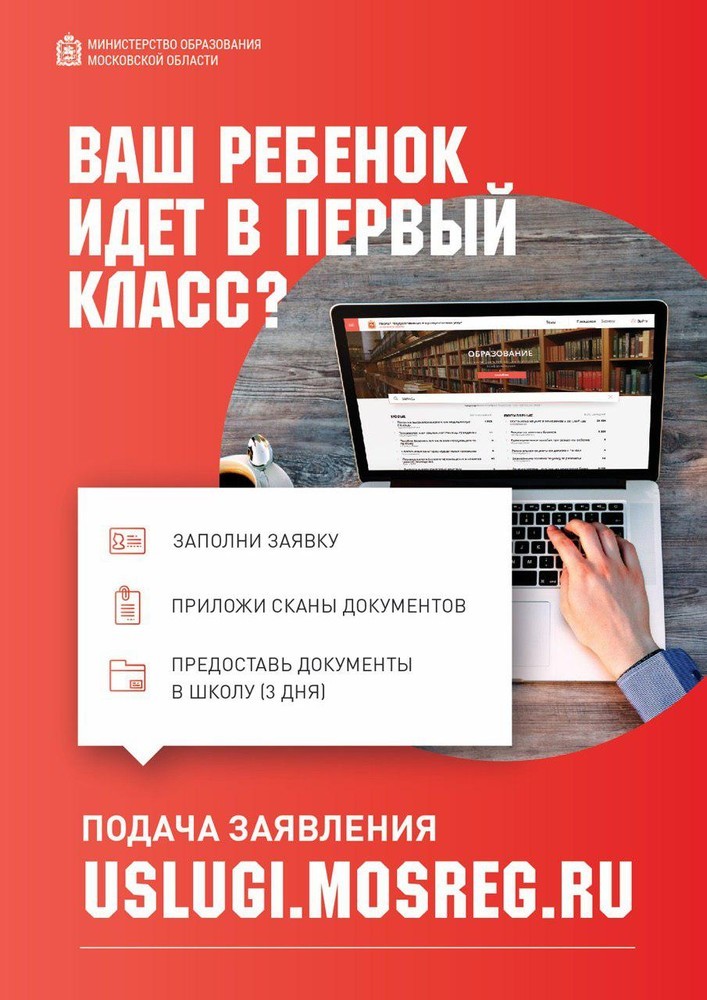 МИНИСТЕРСТВО ОБРАЗОВАНИЯ
МОСКОВСКОЙ ОБЛАСТИ
ВАШ РЕБЕНОК
ИДЕТ В ПЕРВЫЙ
КЛАСС?
ОБРАЗОВАНИЕ
ЗАПОЛНИ ЗАЯВКУ
ПРИЛОЖИ СКАНЫ ДОКУМЕНТОВ
ПРЕДОСТАВЬ ДОКУМЕНТЫ
В ШКОЛУ (3 ДНЯ)
ПОДАЧА ЗАЯВЛЕНИЯ
USLUGI.MOSREG.RU